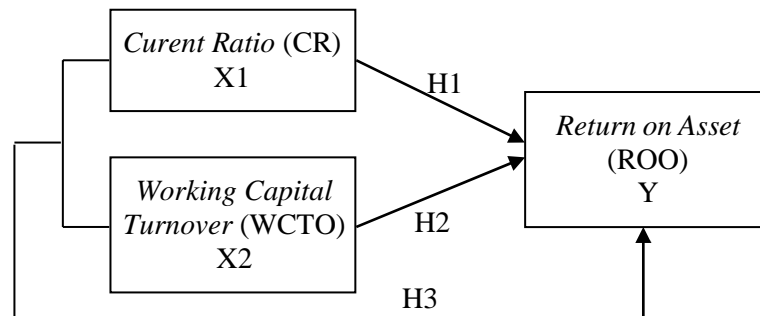 Curent Ratio (CR)
X1
H1
Return on Asset
(ROO)
Y
Working Capital
Turnover (WCTO)
X2
H2
H3